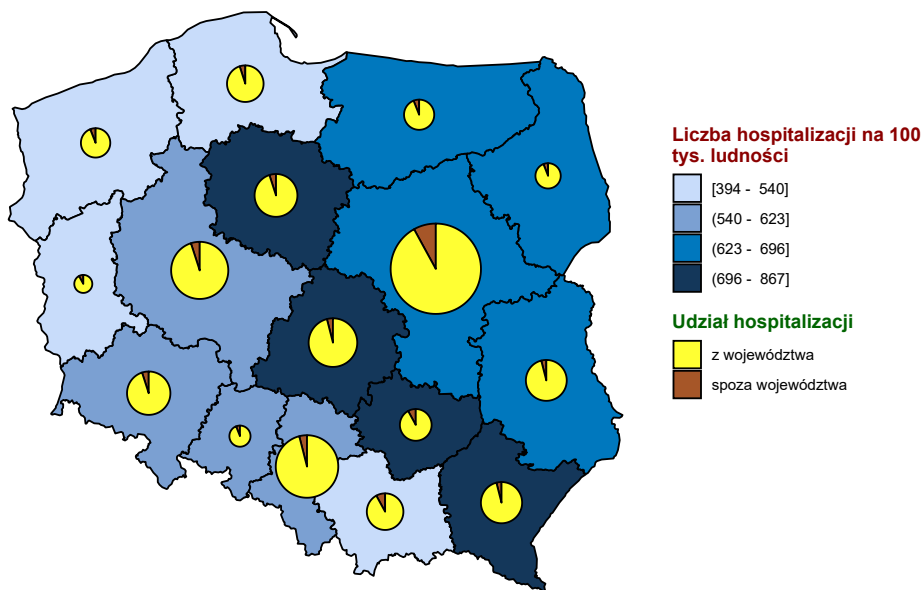 Liczba hospitalizacji na 100
tys. ludności
[394 - 540]
(540 - 623]
(623 - 696]
(696 - 867]
Udział hospitalizacji
z województwa
spoza województwa